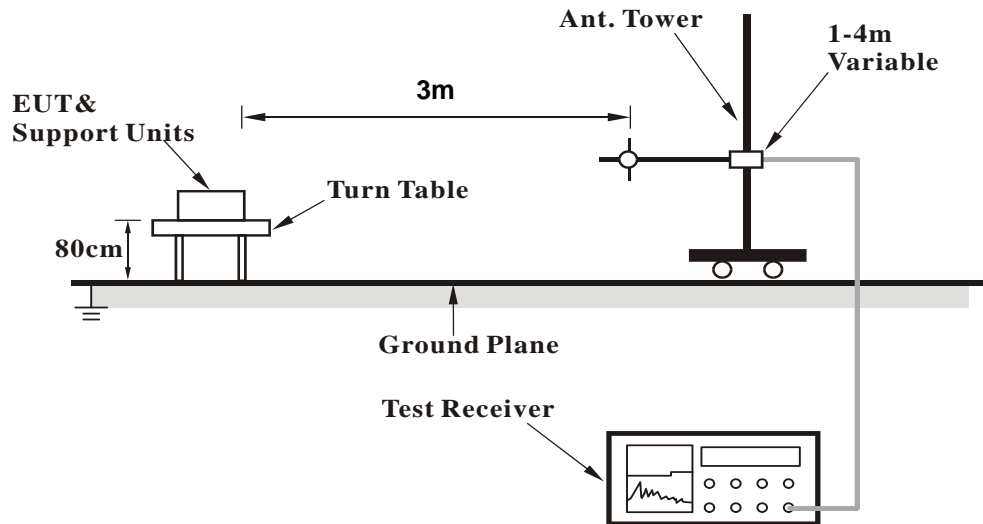 Ant. Tower
1-4m
Variable
3m
EUT&
Support Units
Turn Table
80cm
Ground Plane
Test Receiver